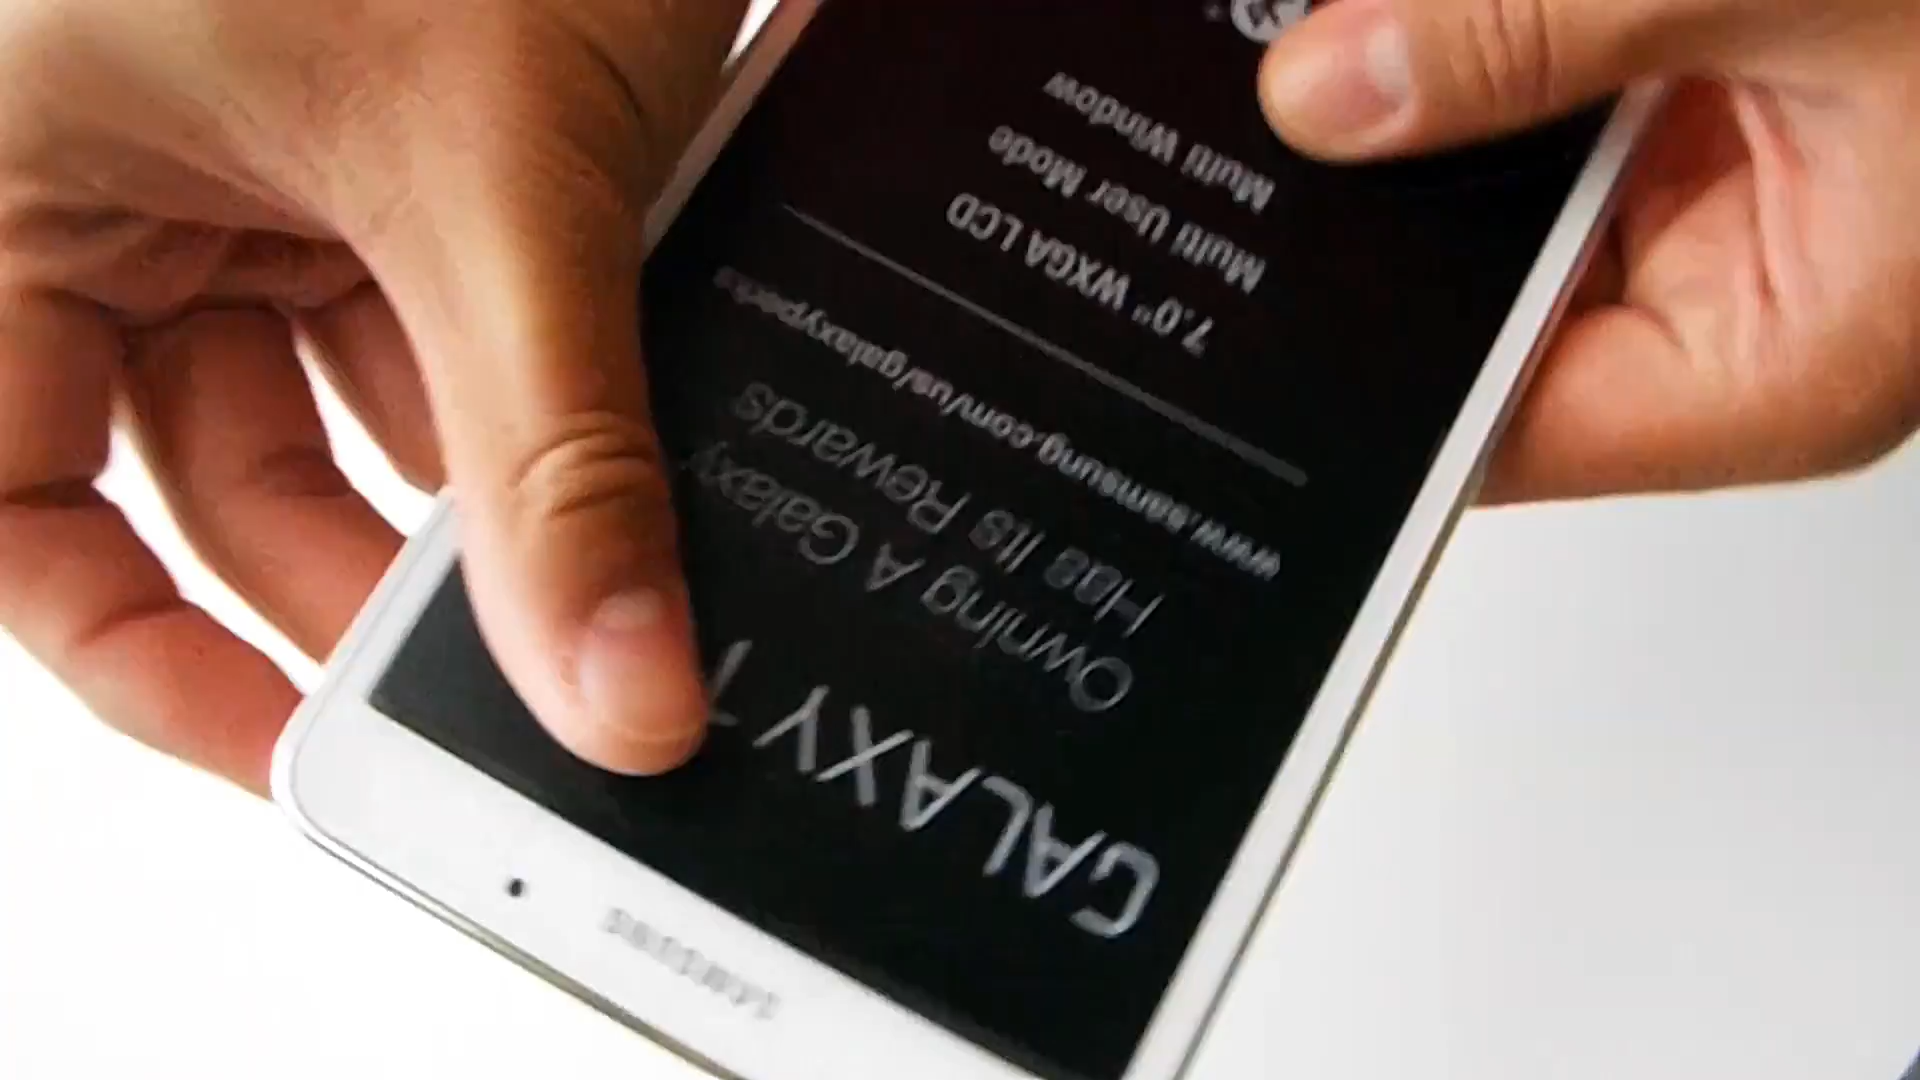 SAMSUNG
GALAXY
Owning A Galaxy
Has Its Rewards
www.samsung.com/us/galaxyperks
7.0" WXGA LCD
Multi User Mode
Multi Window